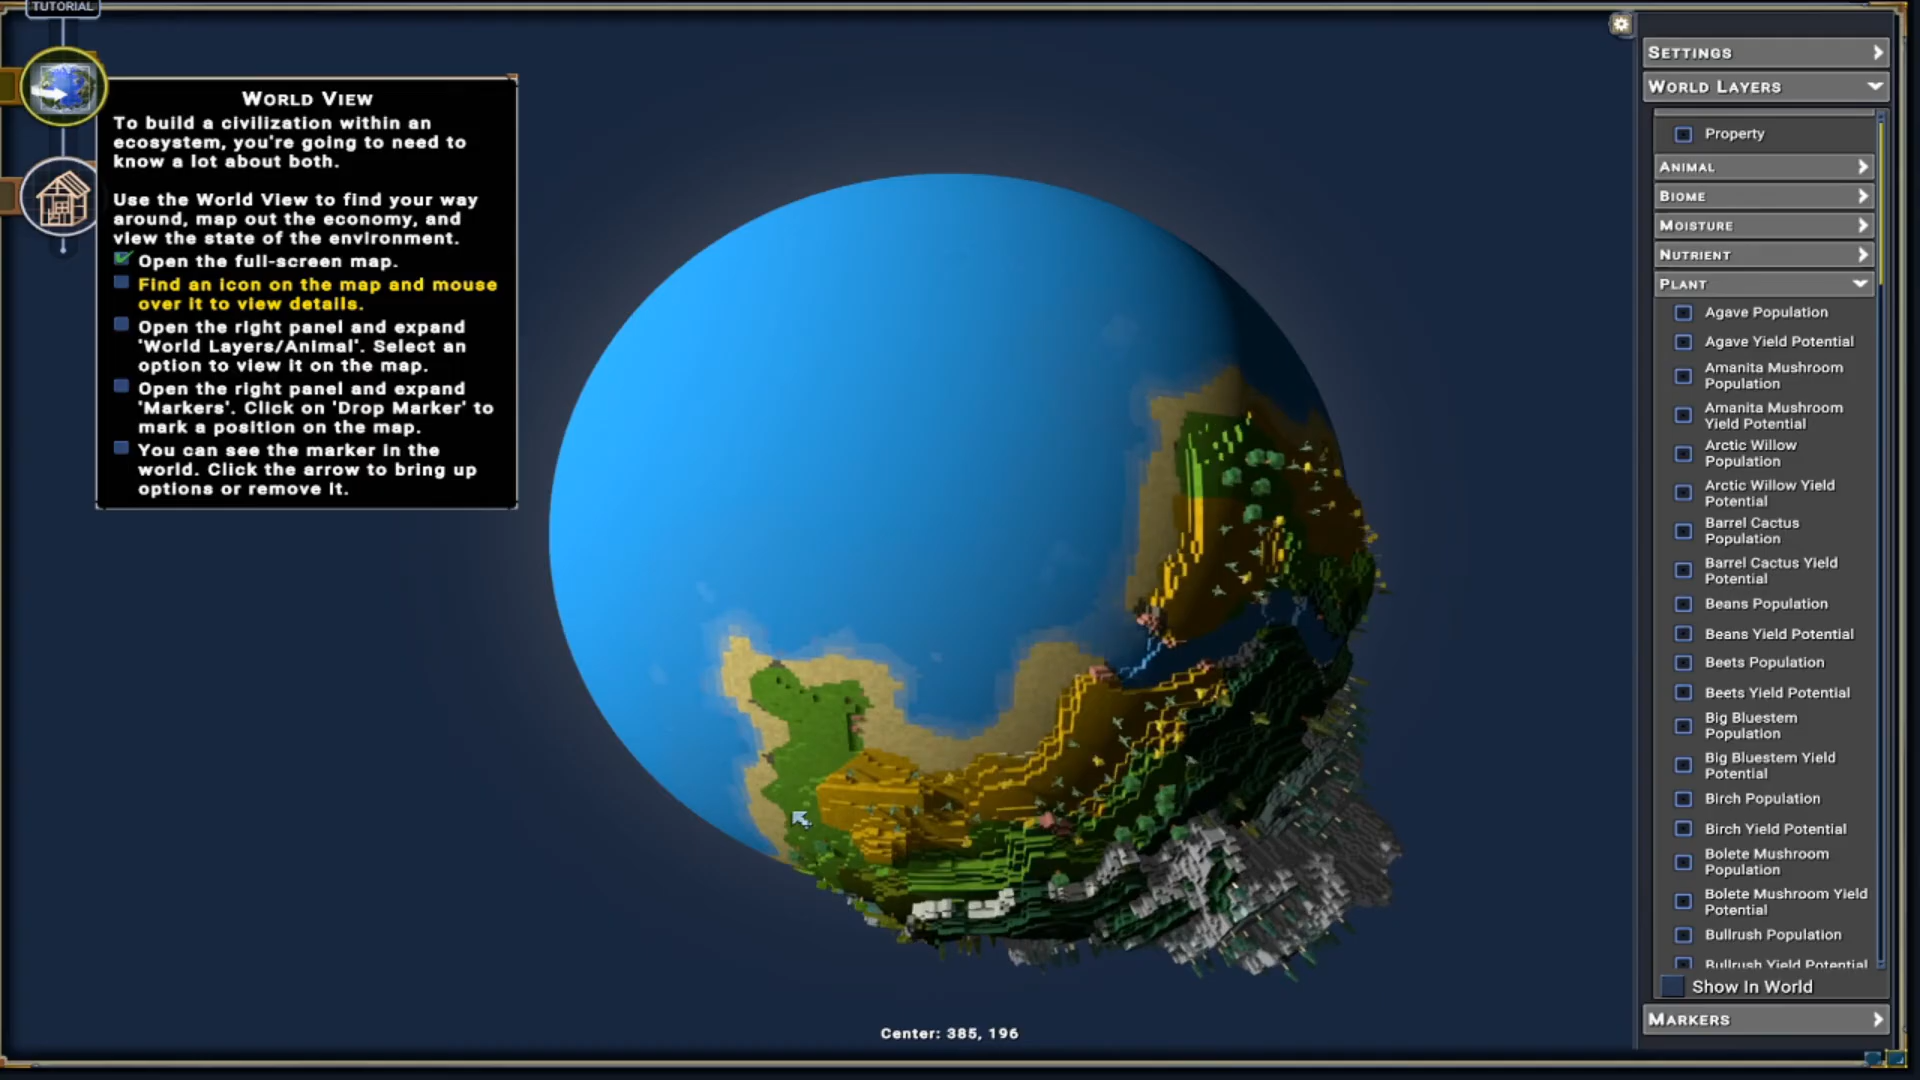 TUTORIAL
WORLD VIEW
To build a civilization within an
ecosystem, you're going to need to
know a lot about both.
Use the World View to find your way
around, map out the economy, and
view the state of the environment.
Open the full-screen map.
Find an icon on the map and mouse
over it to view details.
Open the right panel and expand
'World Layers/Animal'. Select an
option to view it on the map.
Open the right panel and expand
'Markers'. Click on 'Drop Marker' to
mark a position on the map.
You can see the marker in the
world. Click the arrow to bring up
options or remove it.
Center: 385, 196
SETTINGS
WORLD LAYERS
Property
ANIMAL
BIOME
MOISTURE
NUTRIENT
PLANT
Agave Population
Agave Yield Potential
Amanita Mushroom
Population
Amanita Mushroom
Yield Potential
Arctic Willow
Population
Arctic Willow Yield
Potential
Barrel Cactus
Population
Barrel Cactus Yield
Potential
Beans Population
Beans Yield Potential
Beets Population
Beets Yield Potential
Big Bluestem
Population
Big Bluestem Yield
Potential
Birch Population
Birch Yield Potential
Bolete Mushroom
Population
Bolete Mushroom Yield
Potential
Bullrush Population
Bullrush Yield Potential
Show In World
MARKERS